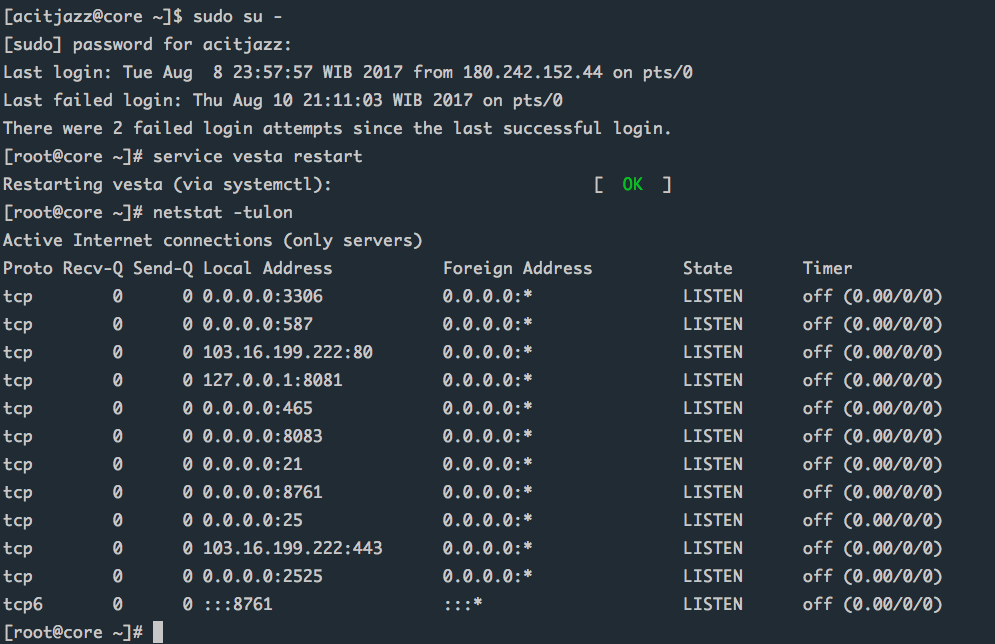 [acitjazz@core ~]$ sudo su -
[sudo] password for acitjazz:
Last login: Tue Aug  8 23:57:57 WIB 2017 from 180.242.152.44 on pts/0
Last failed login: Thu Aug 10 21:11:03 WIB 2017 on pts/0
There were 2 failed login attempts since the last successful login.
[root@core ~]# service vesta restart
Restarting vesta (via systemctl):                          [  OK  ]
[root@core ~]# netstat -tulon
Active Internet connections (only servers)
Proto Recv-Q Send-Q Local Address           Foreign Address         State       Timer
tcp        0      0 0.0.0.0:3306            0.0.0.0:*               LISTEN      off (0.00/0/0)
tcp        0      0 0.0.0.0:587             0.0.0.0:*               LISTEN      off (0.00/0/0)
tcp        0      0 103.16.199.222:80       0.0.0.0:*               LISTEN      off (0.00/0/0)
tcp        0      0 127.0.0.1:8081          0.0.0.0:*               LISTEN      off (0.00/0/0)
tcp        0      0 0.0.0.0:465             0.0.0.0:*               LISTEN      off (0.00/0/0)
tcp        0      0 0.0.0.0:8083            0.0.0.0:*               LISTEN      off (0.00/0/0)
tcp        0      0 0.0.0.0:21              0.0.0.0:*               LISTEN      off (0.00/0/0)
tcp        0      0 0.0.0.0:8761            0.0.0.0:*               LISTEN      off (0.00/0/0)
tcp        0      0 0.0.0.0:25              0.0.0.0:*               LISTEN      off (0.00/0/0)
tcp        0      0 103.16.199.222:443      0.0.0.0:*               LISTEN      off (0.00/0/0)
tcp        0      0 0.0.0.0:2525            0.0.0.0:*               LISTEN      off (0.00/0/0)
tcp6       0      0 :::8761                 :::*                    LISTEN      off (0.00/0/0)
[root@core ~]#